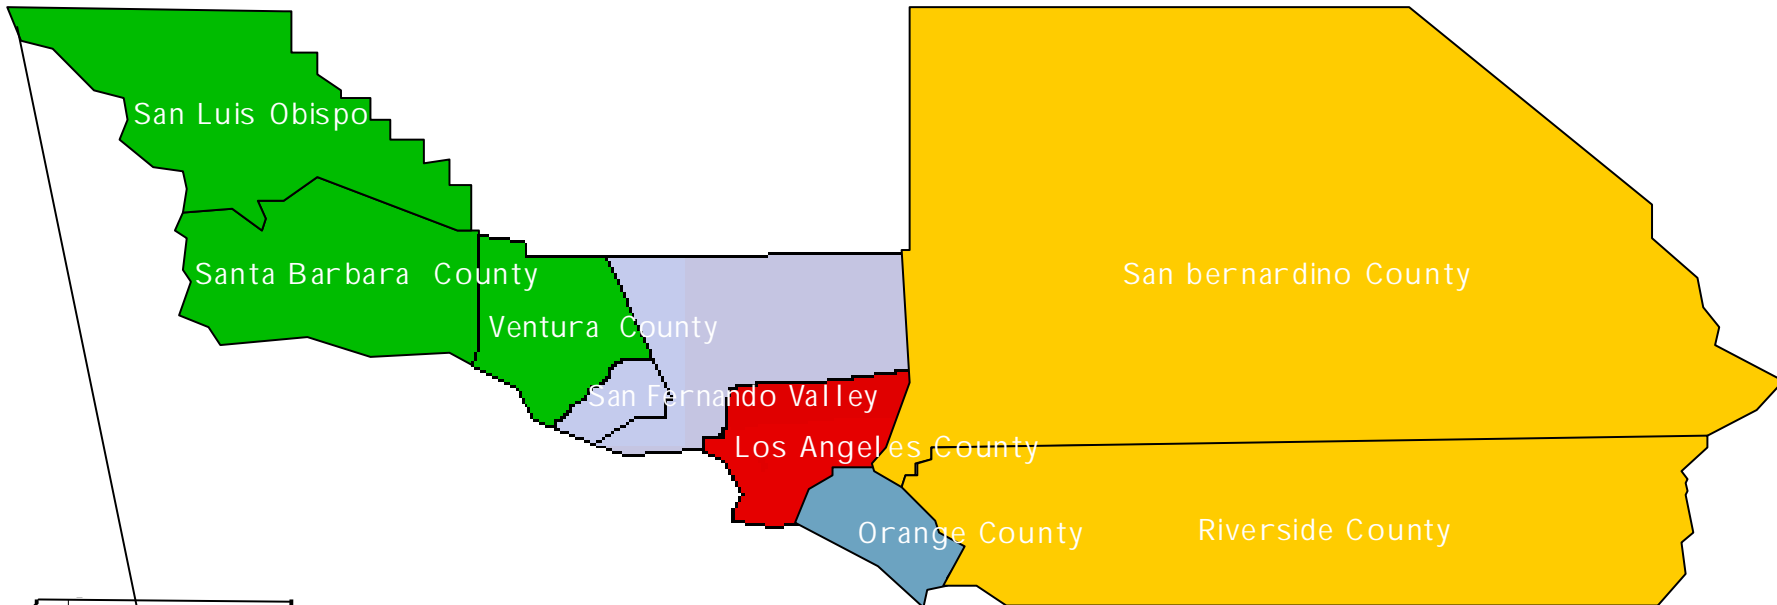 San Luis Obispo
Santa Barbara County
San bernardino County
Ventura County
San Fernando Valley
Los Angeles County
Orange County
Riverside County